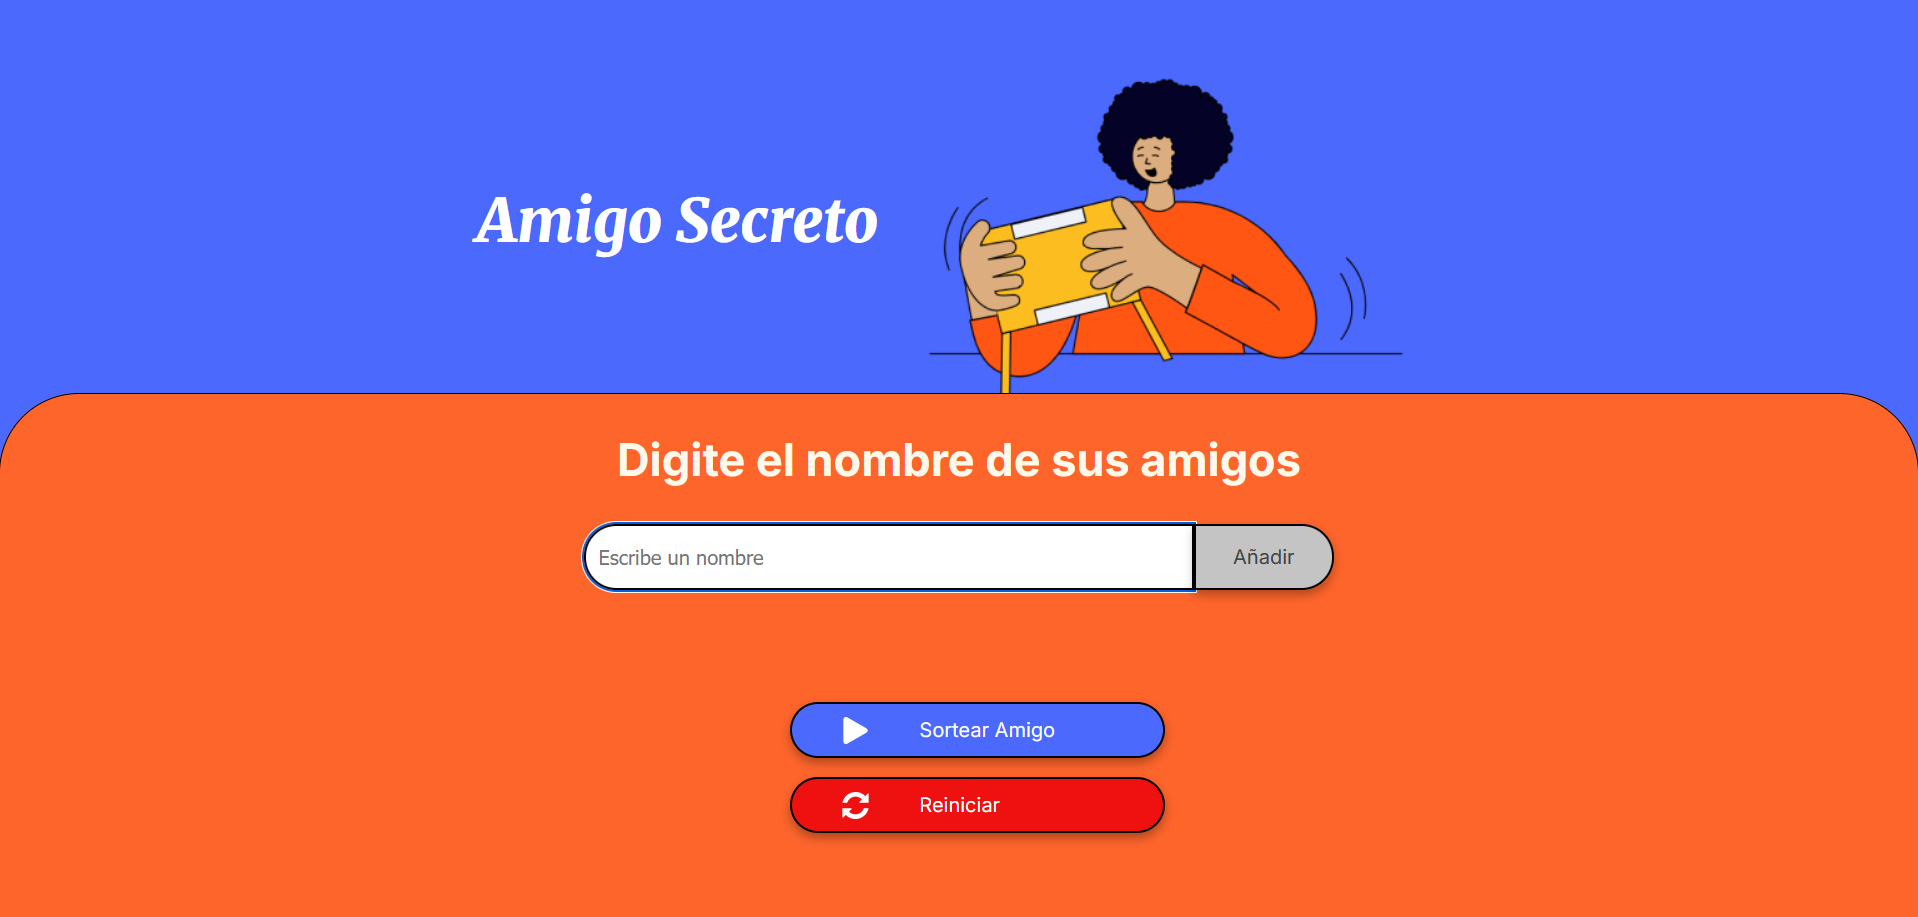 Amigo Secreto
Digite el nombre de sus amigos
Escribe un nombre
Añadir
Sortear Amigo
Reiniciar